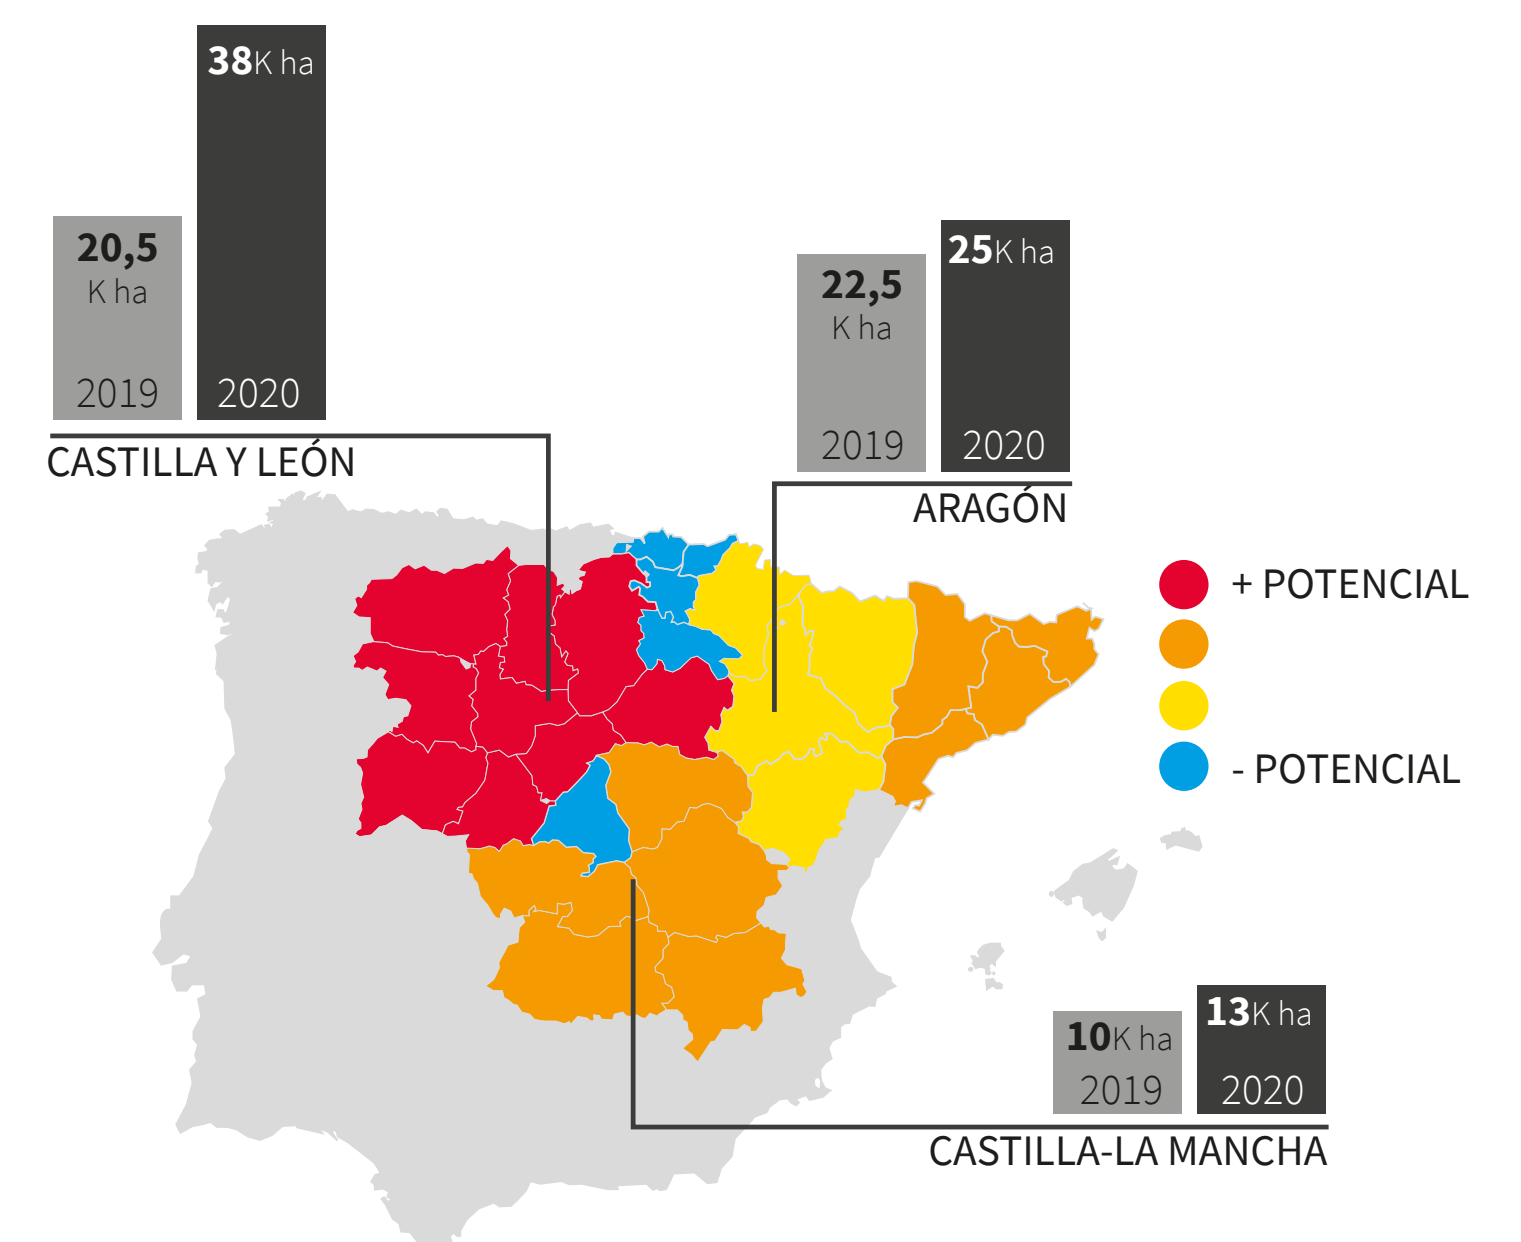 38K ha
20,5
K ha
2019
2020
CASTILLA Y LEÓN
25K ha
22,5
K ha
2019
2020
ARAGÓN
+ POTENCIAL
- POTENCIAL
10K ha
2019
13K ha
2020
CASTILLA-LA MANCHA